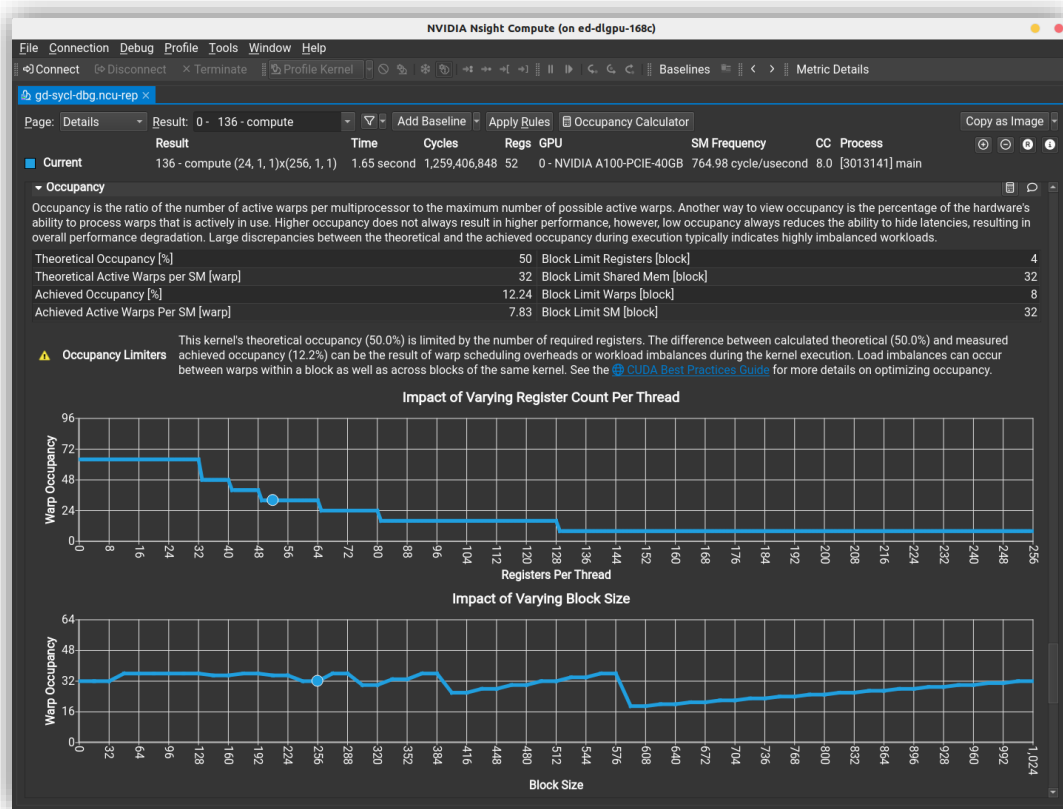 NVIDIA Nsight Compute (on ed-dlgpu-168c)
File Connection Debug Profile Tools Window Help
Connect Disconnect Terminate Profile Kernel Baselines Metric Details
gd-sycl-dbg.ncu-rep
Page: Details Result: 0 - 136 - compute Add Baseline Apply Rules Occupancy Calculator Copy as Image
Result Time Cycles Regs GPU SM Frequency CC Process
Current 136 - compute (24, 1, 1)x(256, 1, 1) 1.65 second 1,259,406,848 52 0 - NVIDIA A100-PCIE-40GB 764.98 cycle/usecond 8.0 [3013141] main
Occupancy
Occupancy is the ratio of the number of active warps per multiprocessor to the maximum number of possible active warps. Another way to view occupancy is the percentage of the hardware's
ability to process warps that is actively in use. Higher occupancy does not always result in higher performance, however, low occupancy always reduces the ability to hide latencies, resulting in
overall performance degradation. Large discrepancies between the theoretical and the achieved occupancy during execution typically indicates highly imbalanced workloads.
Theoretical Occupancy [%] 50 Block Limit Registers [block] 4
Theoretical Active Warps per SM [warp] 32 Block Limit Shared Mem [block] 32
Achieved Occupancy [%] 12.24 Block Limit Warps [block] 8
Achieved Active Warps Per SM [warp] 7.83 Block Limit SM [block] 32
This kernel's theoretical occupancy (50.0%) is limited by the number of required registers. The difference between calculated theoretical (50.0%) and measured
Occupancy Limiters achieved occupancy (12.2%) can be the result of warp scheduling overheads or workload imbalances during the kernel execution. Load imbalances can occur
between warps within a block as well as across blocks of the same kernel. See the CUDA Best Practices Guide for more details on optimizing occupancy.
Impact of Varying Register Count Per Thread
Warp Occupancy
96
72
48
24
0
0 8 16 24 32 40 48 56 64 72 80 88 96 104 112 120 128 136 144 152 160 168 176 184 192 200 208 216 224 232 240 248 256
Registers Per Thread
Impact of Varying Block Size
Warp Occupancy
64
48
32
16
0
0 32 64 96 128 160 192 224 256 288 320 352 384 416 448 480 512 544 576 608 640 672 704 736 768 800 832 864 896 928 960 992 1,024
Block Size